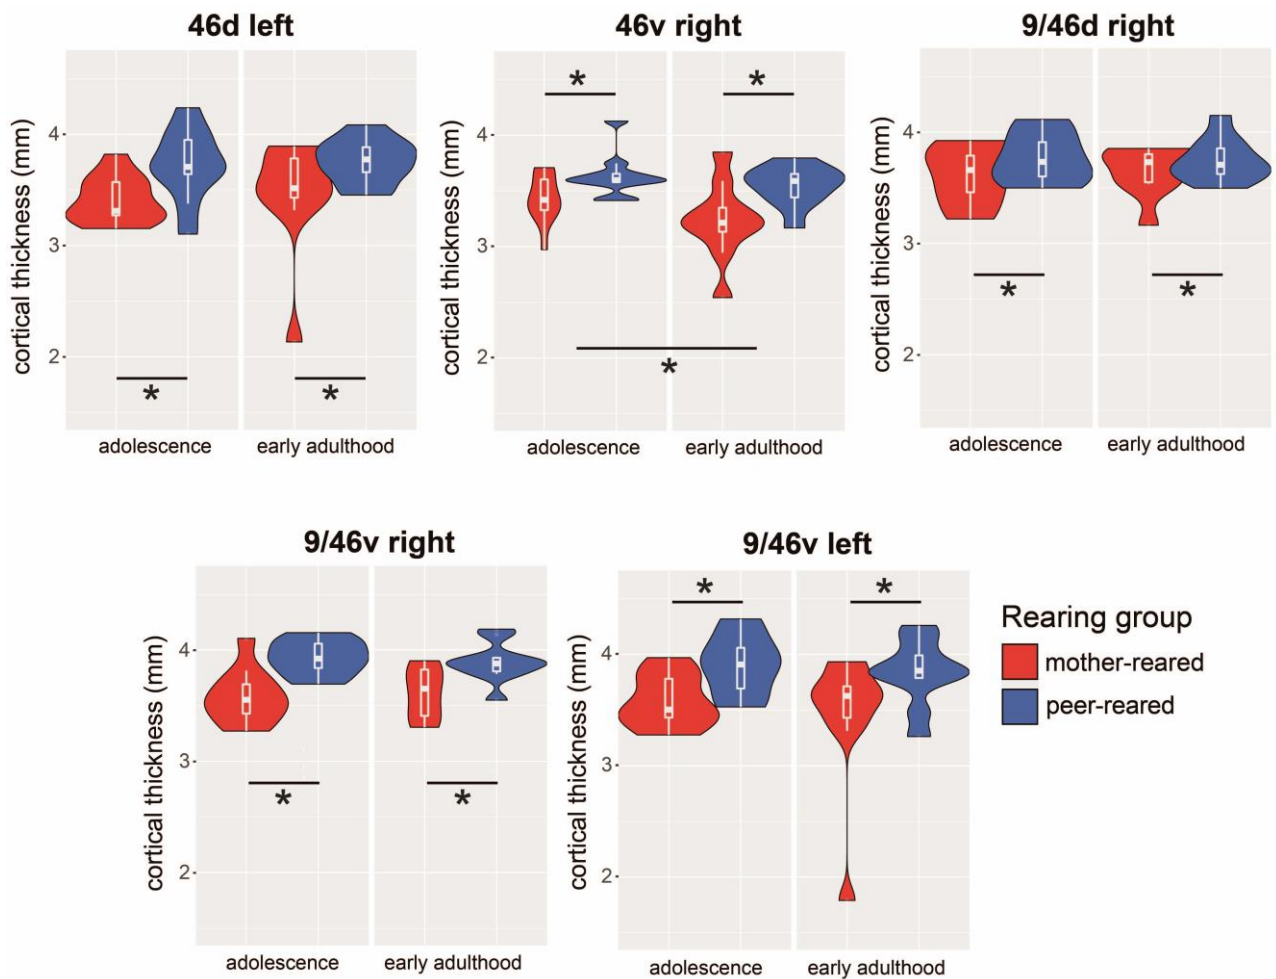 46d left
46v right
9/46d right
cortical thickness (mm)
4
3
2
*
*
adolescence
early adulthood
cortical thickness (mm)
4
3
2
*
*
*
adolescence
early adulthood
cortical thickness (mm)
4
3
2
*
*
adolescence
early adulthood
9/46v right
9/46v left
cortical thickness (mm)
4
3
2
*
*
adolescence
early adulthood
cortical thickness (mm)
4
3
2
*
*
adolescence
early adulthood
Rearing group
mother-reared
peer-reared